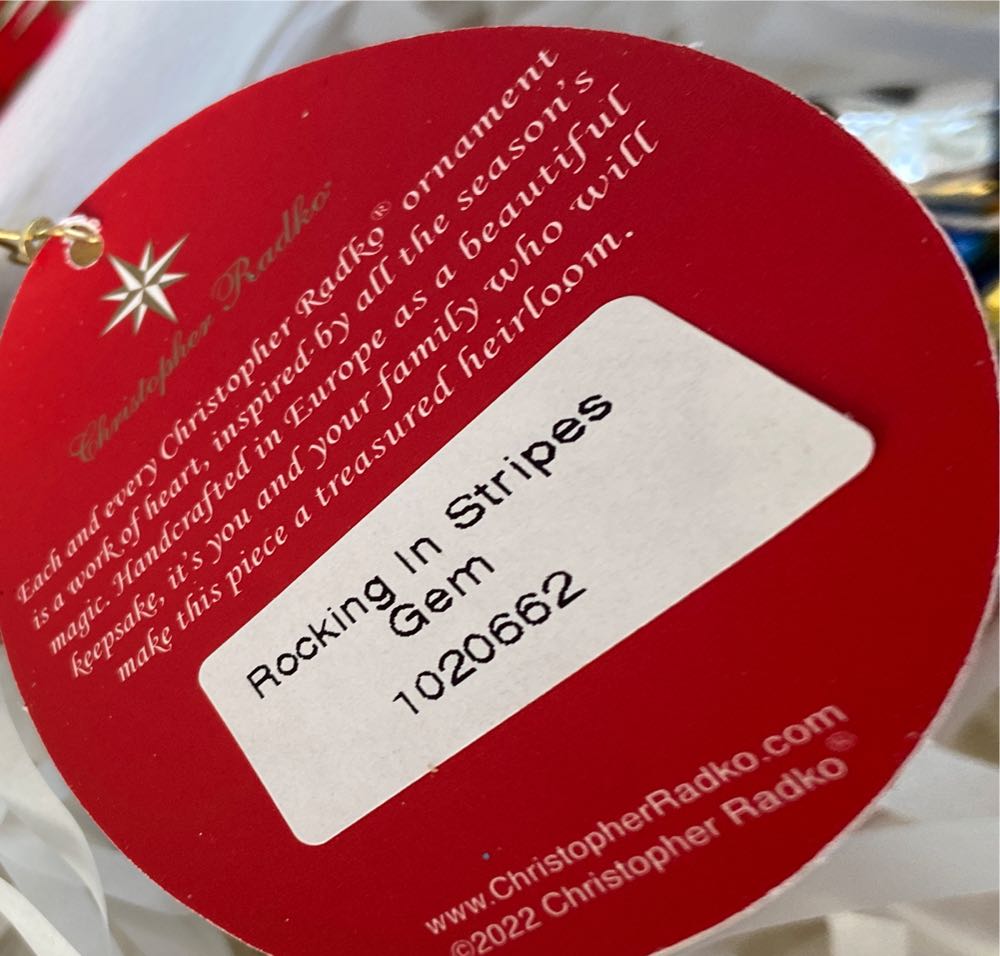 Christopher Radko®
Each and every Christopher Radko® ornament
is a work of heart, inspired by all the season's
magic. Handcrafted in Europe as a beautiful
keepsake, it's you and your family who will
make this piece a treasured heirloom.
Rocking In Stripes
Gem
1020662
www.ChristopherRadko.com
©2022 Christopher Radko®